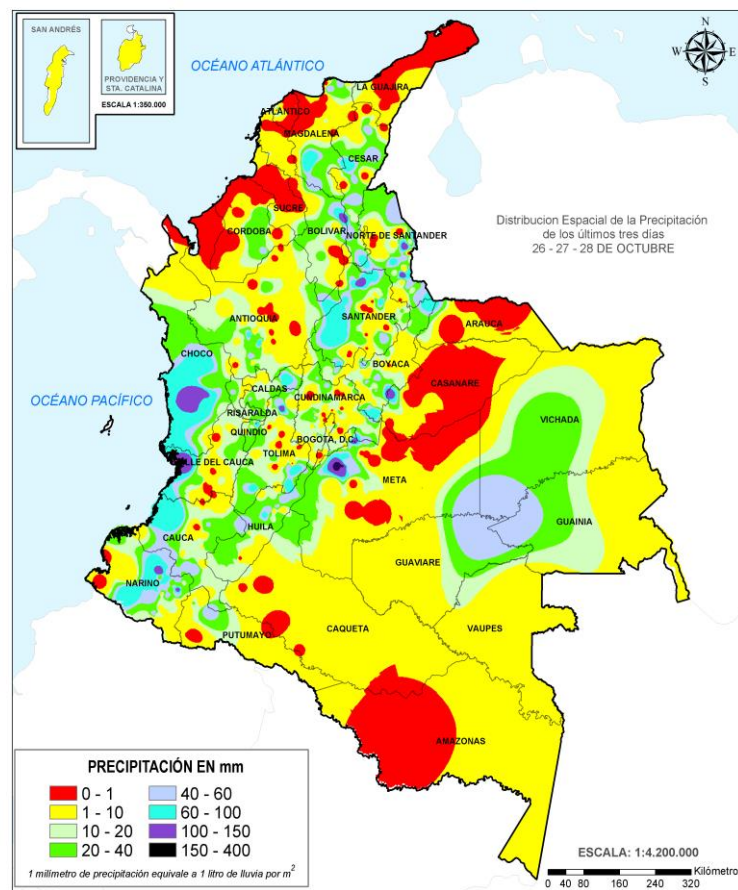 SAN ANDRÉS
PROVIDENCIA Y
STA. CATALINA
ESCALA 1:350.000
OCÉANO ATLÁNTICO
N
W E
S
LA GUAJIRA
ATLANTICO
MAGDALENA
CESAR
Distribucion Espacial de la Precipitación
de los últimos tres días
26 - 27 - 28 DE OCTUBRE
SUCRE
CORDOBA
BOLIVAR
NORTE DE SANTANDER
ANTIOQUIA
SANTANDER
ARAUCA
CHOCO
BOYACA
CASANARE
OCÉANO PACÍFICO
CALDAS
CUNDINAMARCA
RISARALDA
VICHADA
QUINDIO
BOGOTA, D.C.
TOLIMA
VALLE DEL CAUCA
META
GUAINIA
HUILA
CAUCA
GUAVIARE
NARINO
PUTUMAYO
CAQUETA
VAUPES
AMAZONAS
PRECIPITACIÓN EN mm
0 - 1
40 - 60
1 - 10
60 - 100
10 - 20
100 - 150
20 - 40
150 - 400
1 milímetro de precipitación equivale a 1 litro de lluvia por m2
ESCALA: 1:4.200.000
Kilómetro
0 40 80 160 240 320